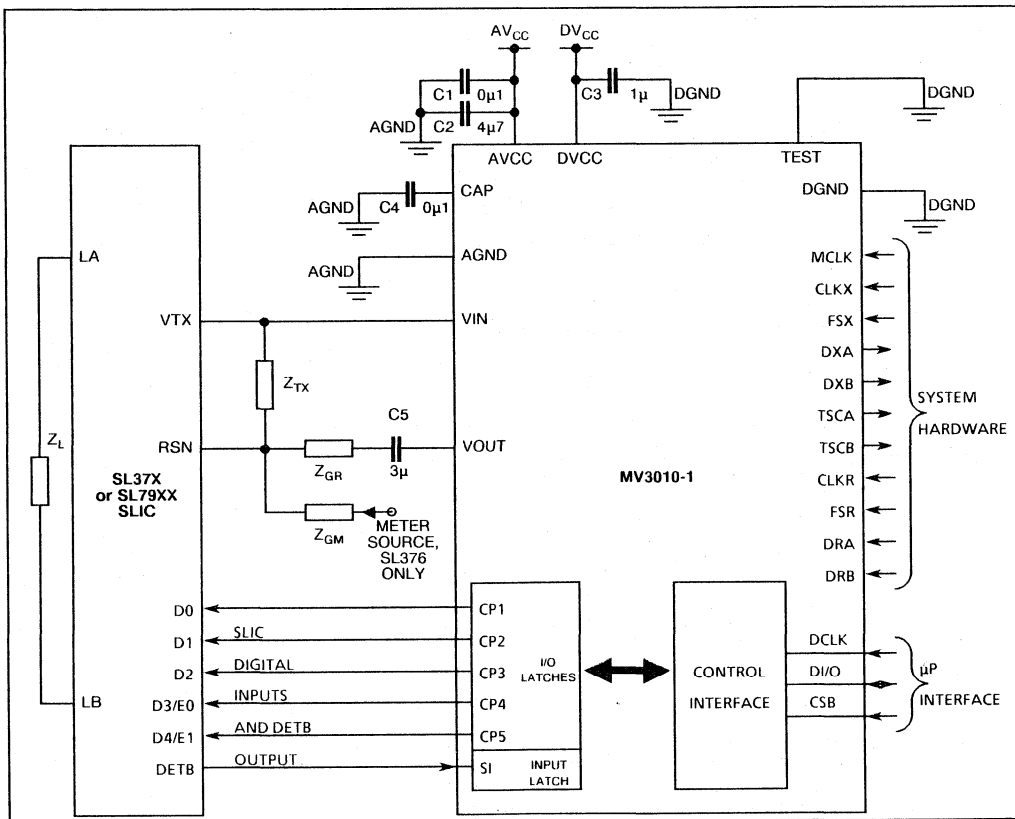 AVCC
DVCC
C1
0µ1
C2
4µ7
AGND
C3
1µ
DGND
DGND
AVCC
DVCC
TEST
AGND
C4
0µ1
CAP
DGND
DGND
AGND
AGND
LA
VTX
VIN
ZTX
ZL
RSN
ZGR
C5
3µ
VOUT
SL37X
or SL79XX
SLIC
ZGM
METER
SOURCE,
SL376
ONLY
MV3010-1
MCLK
CLKX
FSX
DXA
DXB
TSCA
TSCB
CLKR
FSR
DRA
DRB
SYSTEM
HARDWARE
D0
CP1
D1
SLIC
CP2
D2
DIGITAL
CP3
D3/E0
INPUTS
CP4
D4/E1
AND DETB
CP5
DETB
OUTPUT
SI
LB
I/O
LATCHES
INPUT
LATCH
CONTROL
INTERFACE
DCLK
DI/O
CSB
µP
INTERFACE